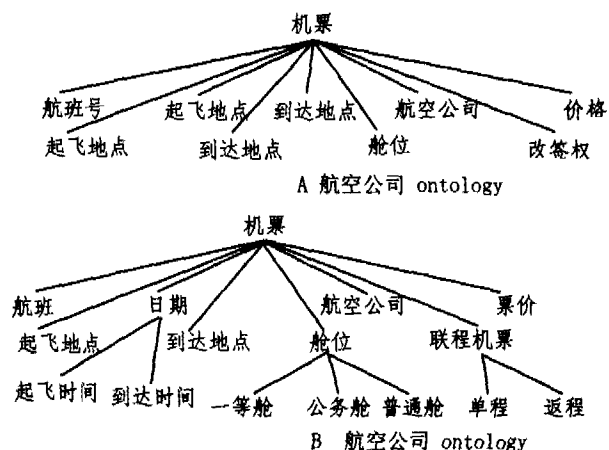 机票
航班号 起飞地点 到达地点 航空公司 价格
起飞地点 到达地点 舱位 改签权
A 航空公司 ontology
机票
航班 日期 航空公司 票价
起飞地点 到达地点 舱位 联程机票
起飞时间 到达时间 一等舱 公务舱 普通舱 单程 返程
B 航空公司 ontology